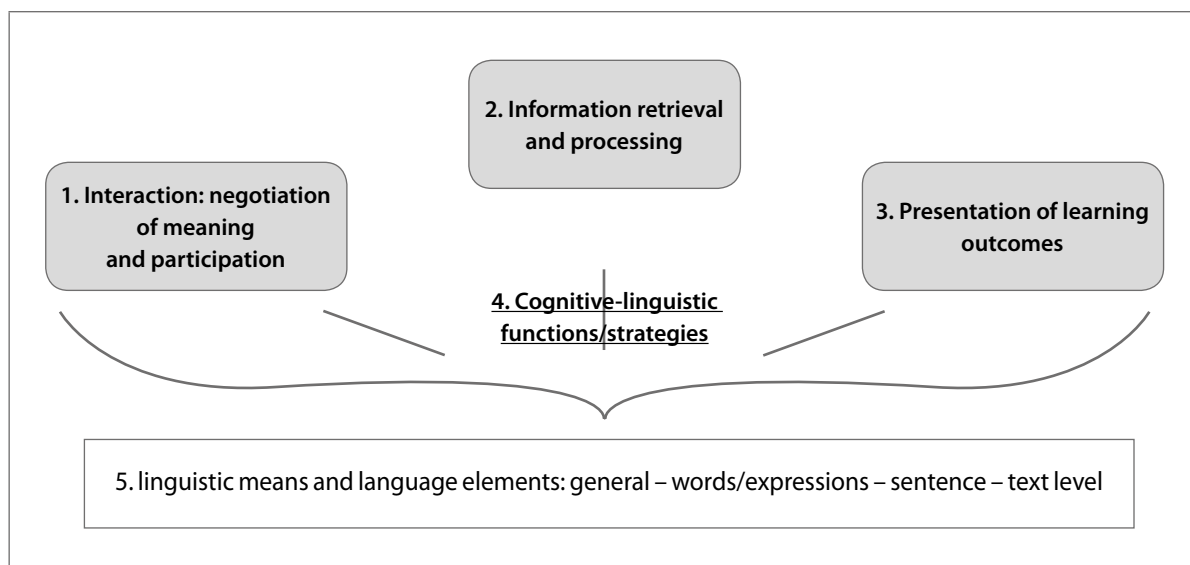 1. Interaction: negotiation
of meaning
and participation
2. Information retrieval
and processing
3. Presentation of learning
outcomes
4. Cognitive-linguistic
functions/strategies
5. linguistic means and language elements: general – words/expressions – sentence – text level